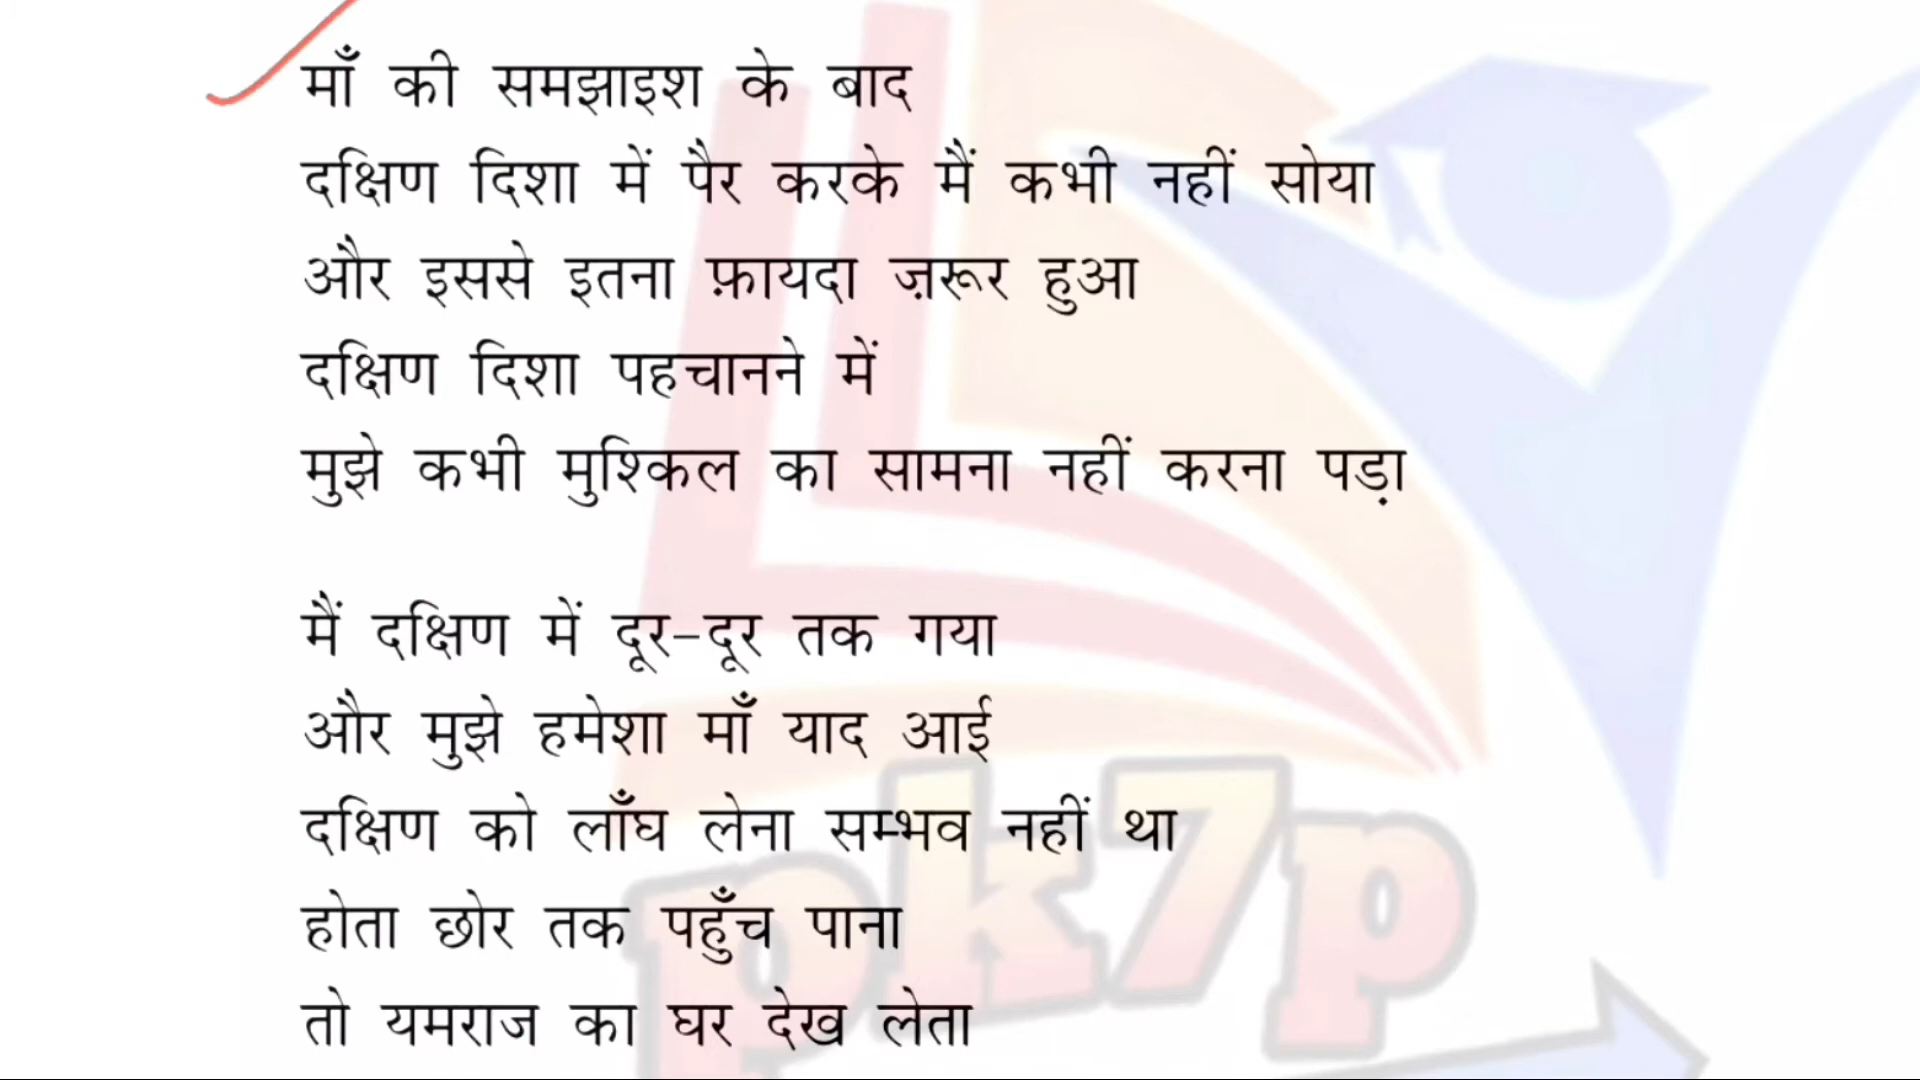 माँ की समझाइश के बाद
दक्षिण दिशा में पैर करके मैं कभी नहीं सोया
और इससे इतना फ़ायदा ज़रूर हुआ
दक्षिण दिशा पहचानने में
मुझे कभी मुश्किल का सामना नहीं करना पड़ा
मैं दक्षिण में दूर-दूर तक गया
और मुझे हमेशा माँ याद आई
दक्षिण को लाँघ लेना सम्भव नहीं था
होता छोर तक पहुँच पाना
तो यमराज का घर देख लेता
pk7p